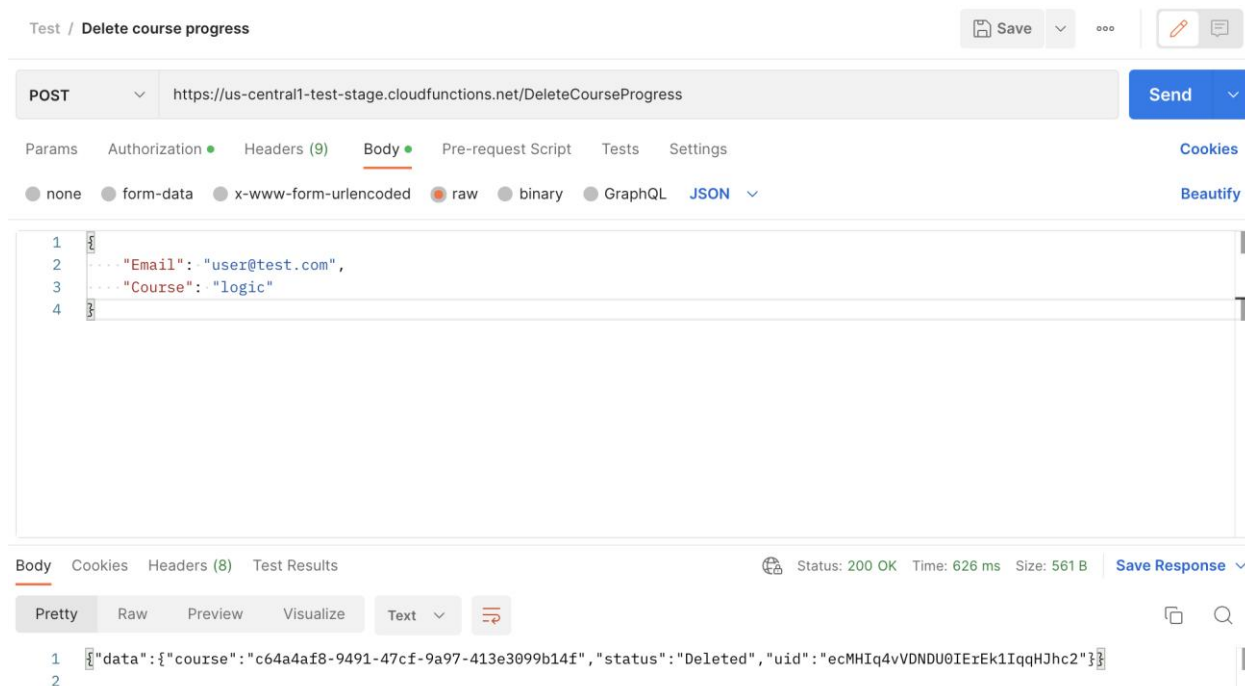 Test / Delete course progress
Save
POST
https://us-central1-test-stage.cloudfunctions.net/DeleteCourseProgress
Send
Params Authorization Headers (9) Body Pre-request Script Tests Settings Cookies
none form-data x-www-form-urlencoded raw binary GraphQL JSON Beautify
1 {
2 "Email": "user@test.com",
3 "Course": "logic"
4 }
Body Cookies Headers (8) Test Results Status: 200 OK Time: 626 ms Size: 561 B Save Response
Pretty Raw Preview Visualize Text
1 {"data":{"course":"c64a4af8-9491-47cf-9a97-413e3099b14f","status":"Deleted","uid":"ecMHIq4vVDNDU0IErEk1IqqHJhc2"}}
2